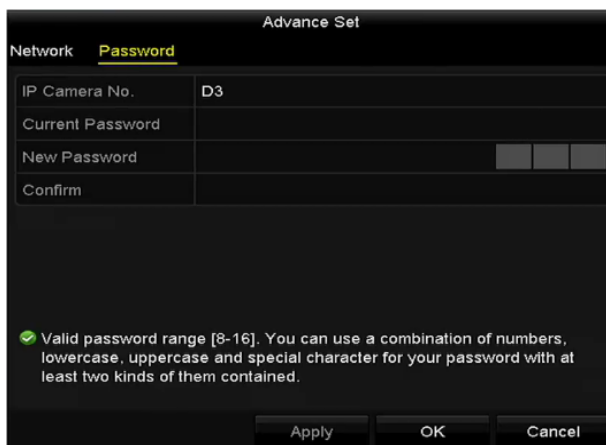 Advance Set
Network Password
IP Camera No. D3
Current Password
New Password
Confirm
Valid password range [8-16]. You can use a combination of numbers,
lowercase, uppercase and special character for your password with at
least two kinds of them contained.
Apply OK Cancel